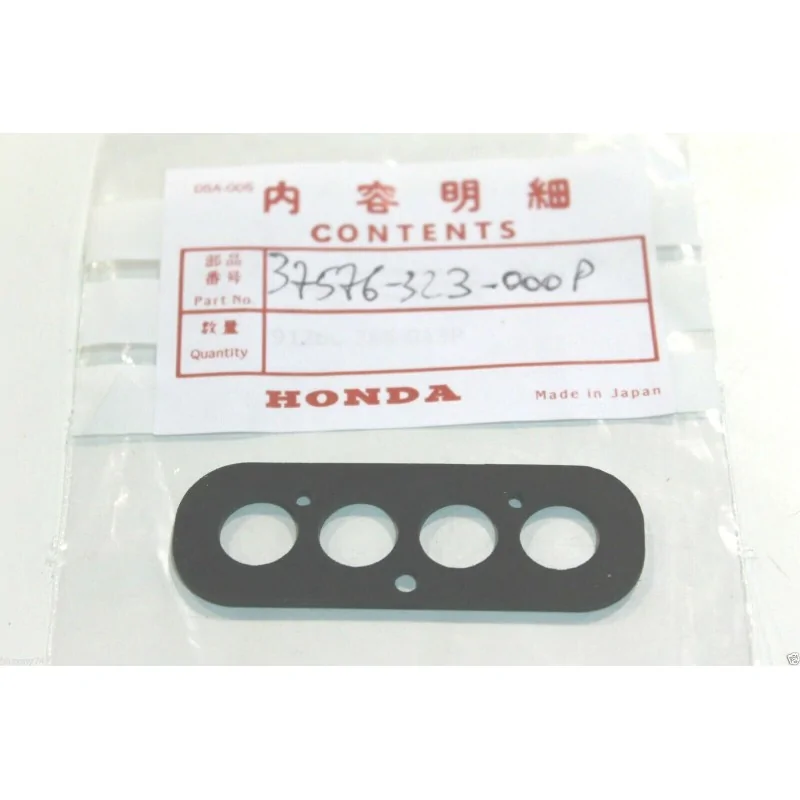 DSA-005
内容明細
CONTENTS
部品
番号
Part No.
37576-323-000P
数量
Quantity
HONDA
Made in Japan